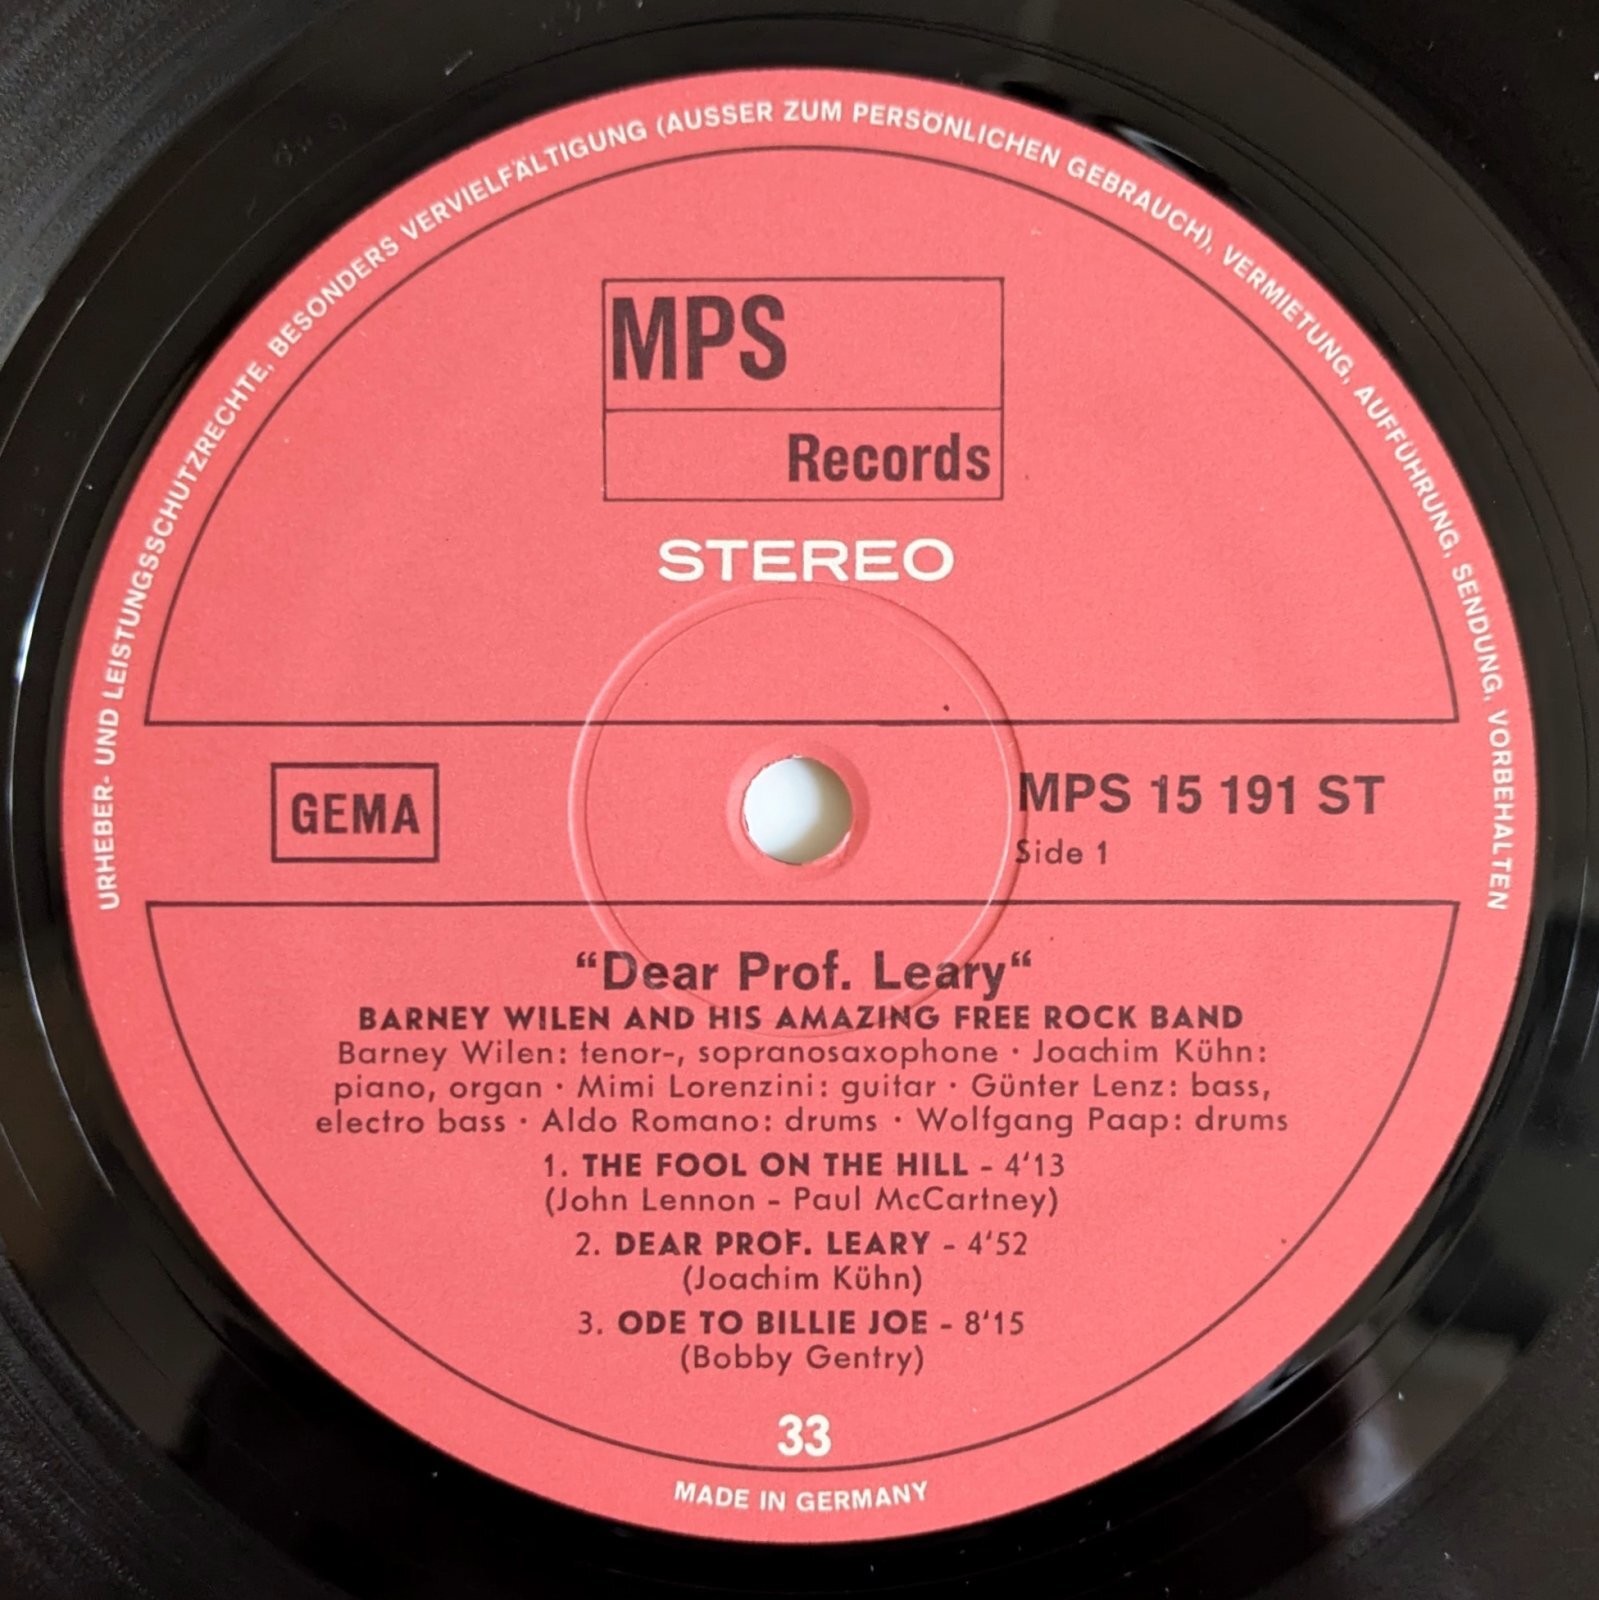 URHEBER- UND LEISTUNGSSCHUTZRECHTE, BESONDERS VERVIELFÄLTIGUNG (AUSSER ZUM PERSÖNLICHEN GEBRAUCH), VERMIETUNG, AUFFÜHRUNG, SENDUNG, VORBEHALTEN
MPS
Records
STEREO
GEMA
MPS 15 191 ST
Side 1
“Dear Prof. Leary“
BARNEY WILEN AND HIS AMAZING FREE ROCK BAND
Barney Wilen: tenor-, sopranosaxophone · Joachim Kühn:
piano, organ · Mimi Lorenzini: guitar · Günter Lenz: bass,
electro bass · Aldo Romano: drums · Wolfgang Paap: drums
1. THE FOOL ON THE HILL – 4‘13
(John Lennon – Paul McCartney)
2. DEAR PROF. LEARY – 4‘52
(Joachim Kühn)
3. ODE TO BILLIE JOE – 8‘15
(Bobby Gentry)
33
MADE IN GERMANY